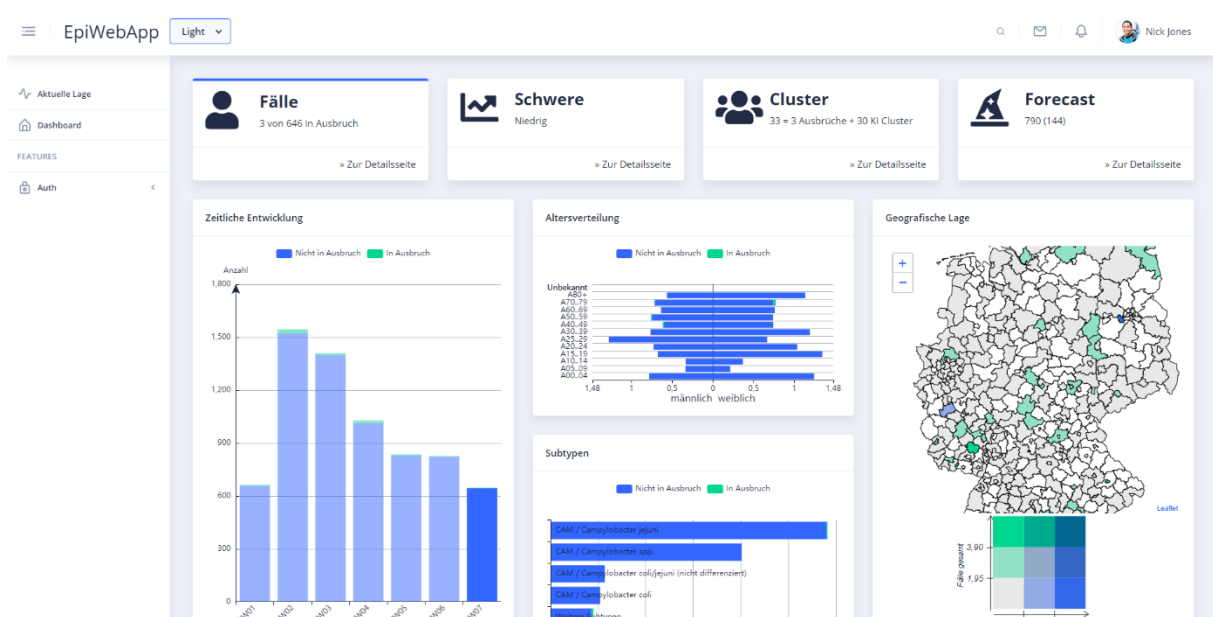 EpiWebApp
Light
Nick Jones
Aktuelle Lage
Dashboard
FEATURES
Auth
Fälle
3 von 646 in Ausbruch
» Zur Detailsseite
Schwere
Niedrig
» Zur Detailsseite
Cluster
33 = 3 Ausbrüche + 30 KI Cluster
» Zur Detailsseite
Forecast
790 (144)
» Zur Detailsseite
Zeitliche Entwicklung
Nicht in Ausbruch In Ausbruch
Anzahl
1,800
1,500
1,200
900
600
300
0
Altersverteilung
Nicht in Ausbruch In Ausbruch
Unbekannt
A80+
A70..79
A60..69
A50..59
A40..49
A30..39
A25..29
A20..24
A15..19
A10..14
A05..09
A00..04
1,48 1 0,5 0 0,5 1 1,48
männlich weiblich
Subtypen
Nicht in Ausbruch In Ausbruch
CAM / Campylobacter jejuni
CAM / Campylobacter spp.
CAM / Campylobacter coli/jejuni (nicht differenziert)
CAM / Campylobacter coli
Geografische Lage
+
−
Leaflet
Fälle gesamt
3,90
1,95